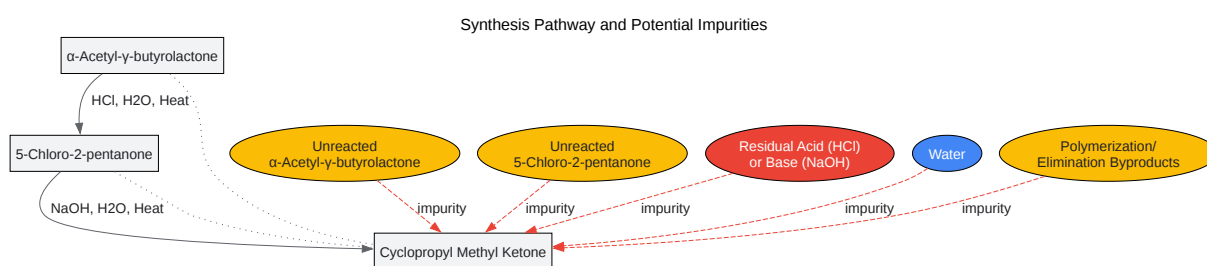 Synthesis Pathway and Potential Impurities
α-Acetyl-γ-butyrolactone
HCl, H2O, Heat
5-Chloro-2-pentanone
Unreacted
α-Acetyl-γ-butyrolactone
Unreacted
5-Chloro-2-pentanone
Residual Acid (HCl)
or Base (NaOH)
Water
Polymerization/
Elimination Byproducts
NaOH, H2O, Heat
impurity
impurity
impurity
impurity
impurity
Cyclopropyl Methyl Ketone